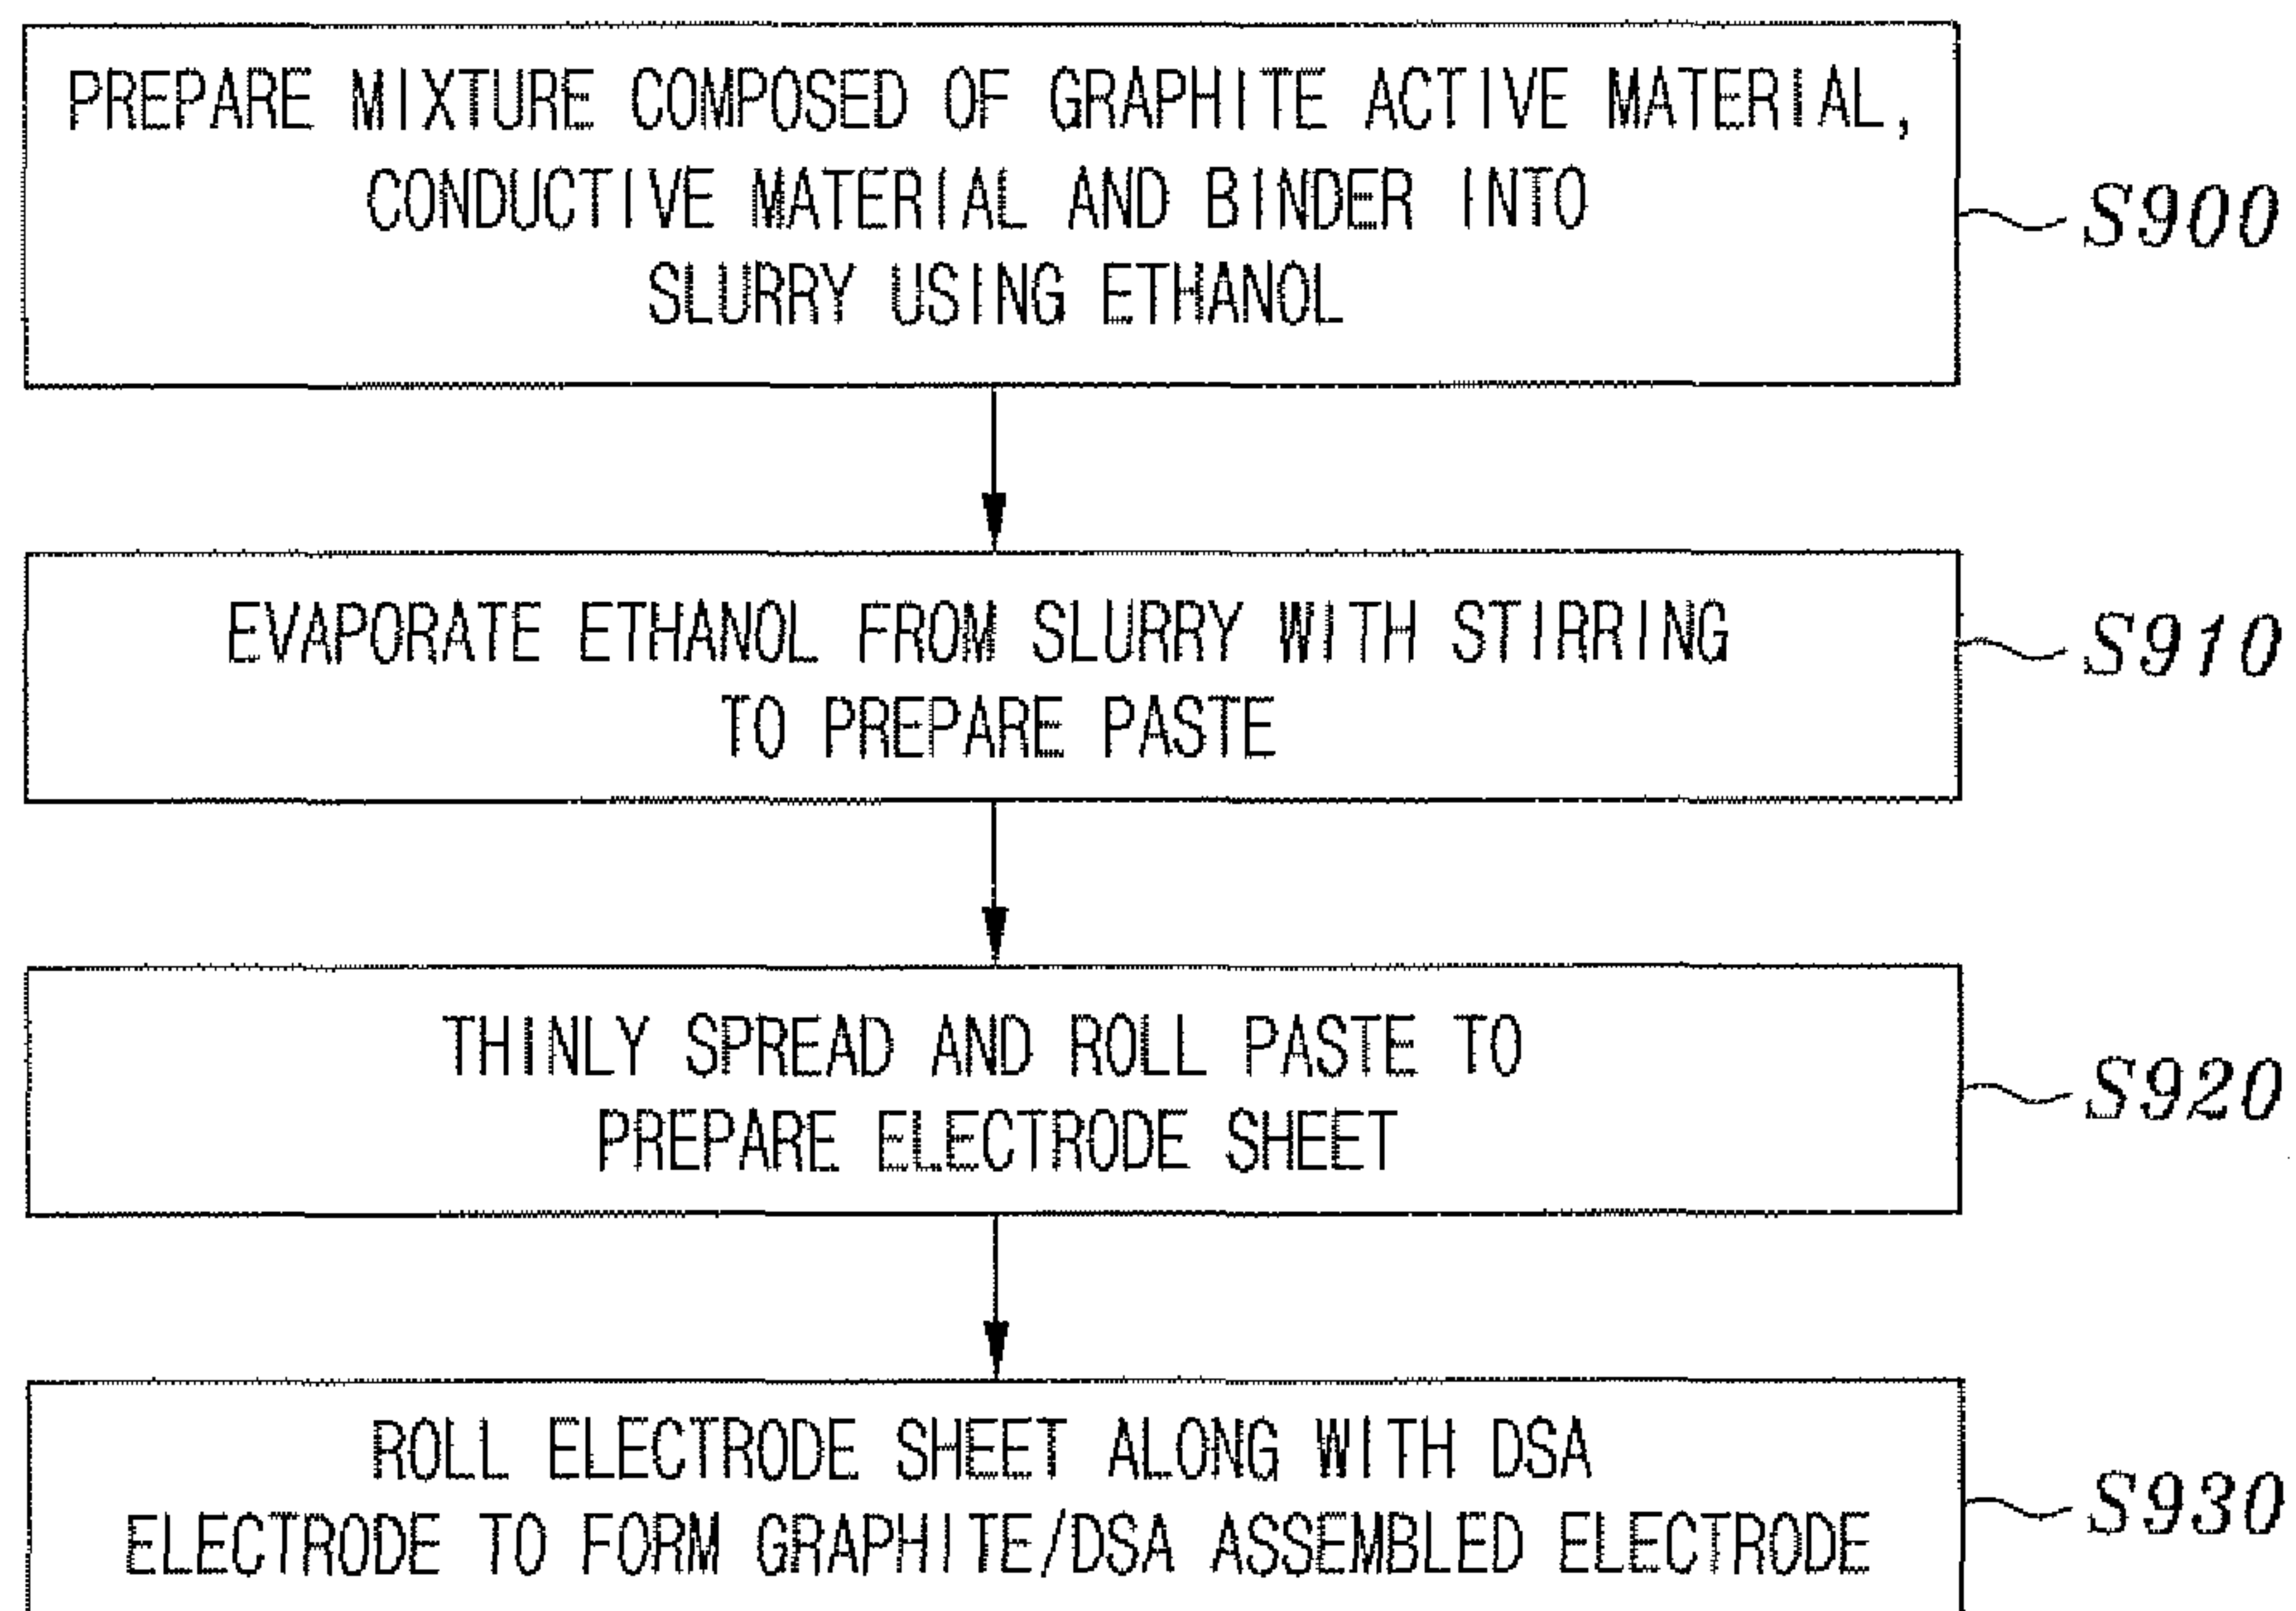 PREPARE MIXTURE COMPOSED OF GRAPHITE ACTIVE MATERIAL,
CONDUCTIVE MATERIAL AND BINDER INTO
SLURRY USING ETHANOL
S900
EVAPORATE ETHANOL FROM SLURRY WITH STIRRING
TO PREPARE PASTE
S910
THINLY SPREAD AND ROLL PASTE TO
PREPARE ELECTRODE SHEET
S920
ROLL ELECTRODE SHEET ALONG WITH DSA
ELECTRODE TO FORM GRAPHITE/DSA ASSEMBLED ELECTRODE
S930